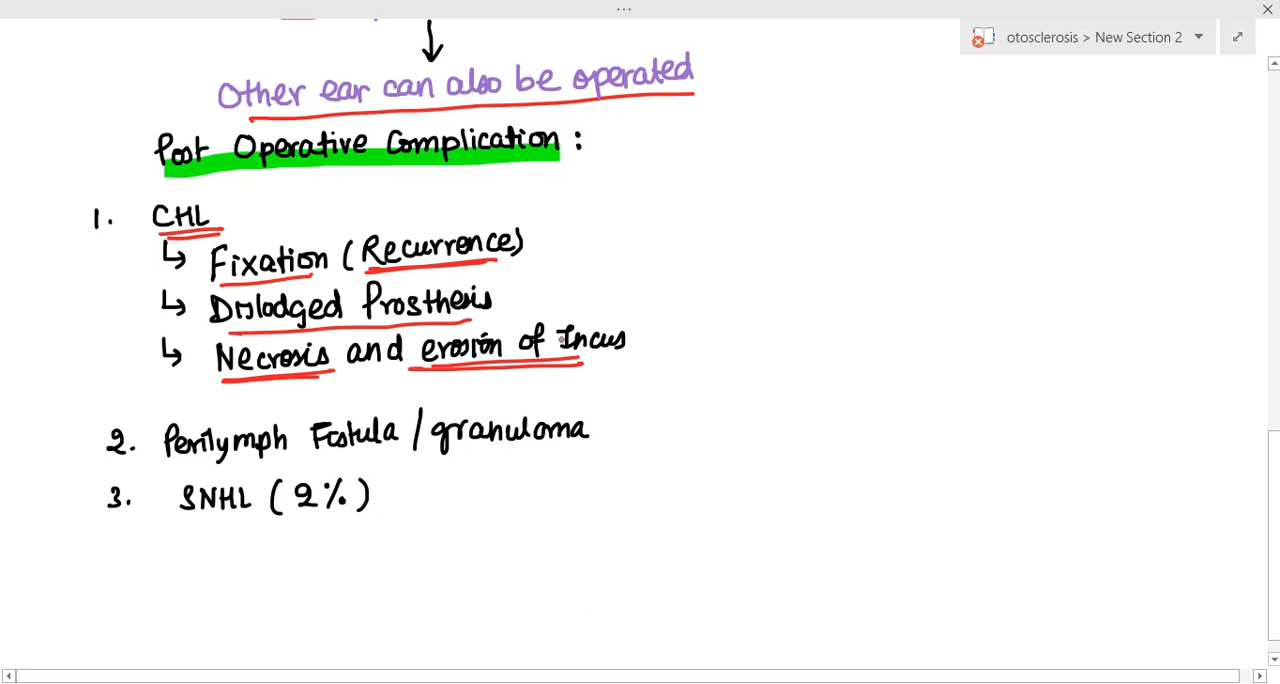 otosclerosis > New Section 2
Other ear can also be operated
Post Operative Complication :
1. CHL
↳ Fixation (Recurrence)
↳ Dislodged Prosthesis
↳ Necrosis and erosion of Incus
2. Perilymph Fistula / granuloma
3. SNHL (2%)